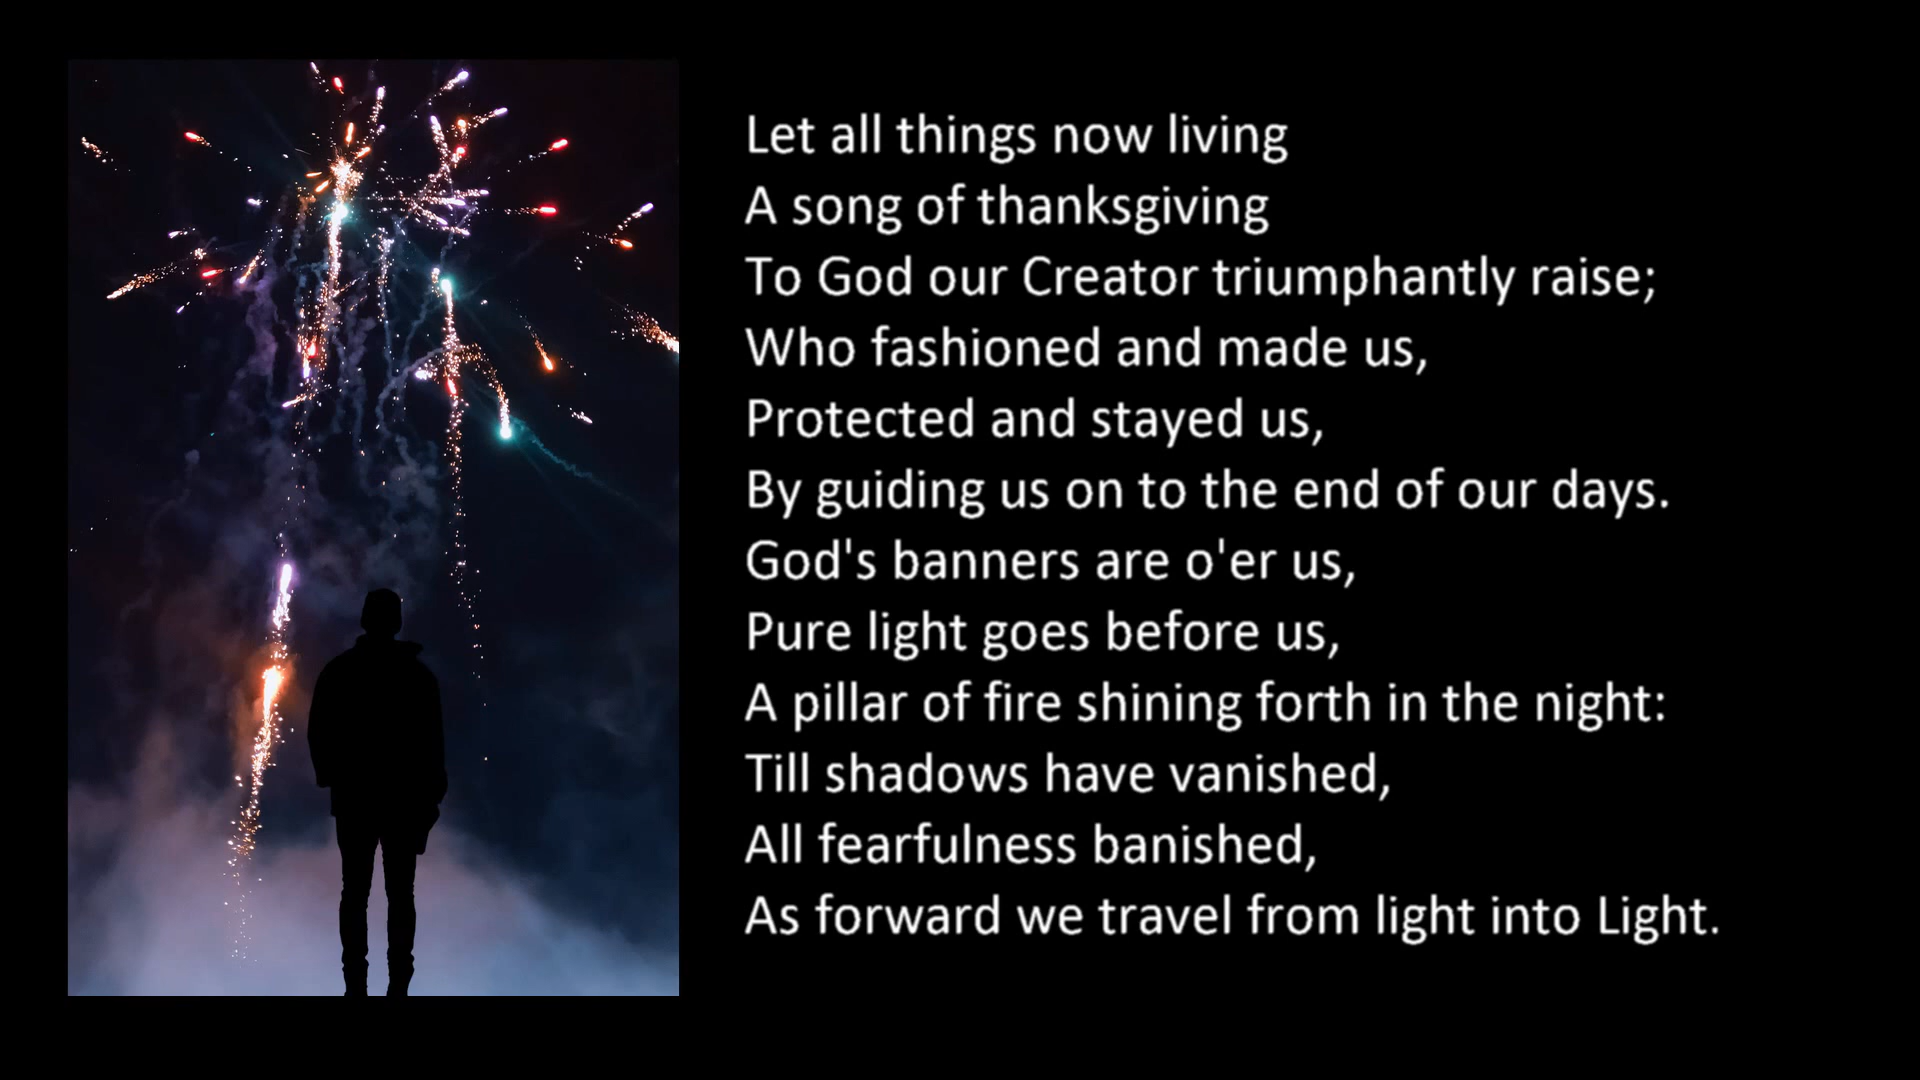 Let all things now living
A song of thanksgiving
To God our Creator triumphantly raise;
Who fashioned and made us,
Protected and stayed us,
By guiding us on to the end of our days.
God's banners are o'er us,
Pure light goes before us,
A pillar of fire shining forth in the night:
Till shadows have vanished,
All fearfulness banished,
As forward we travel from light into Light.